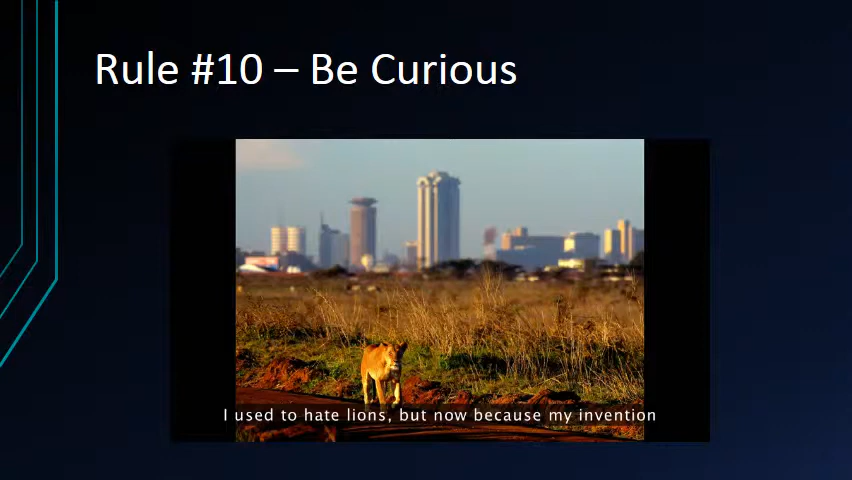 Rule #10 – Be Curious
I used to hate lions, but now because my invention